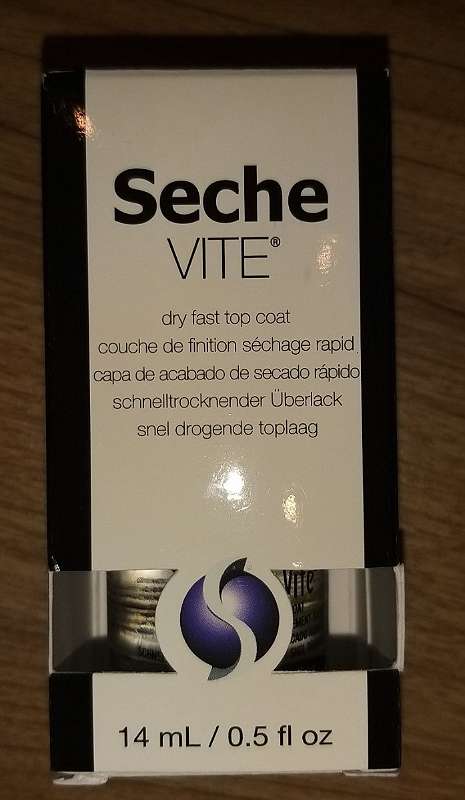 Seche
VITE®
dry fast top coat
couche de finition séchage rapid
capa de acabado de secado rápido
schnelltrocknender Überlack
snel drogende toplaag
Vite
14 mL / 0.5 fl oz